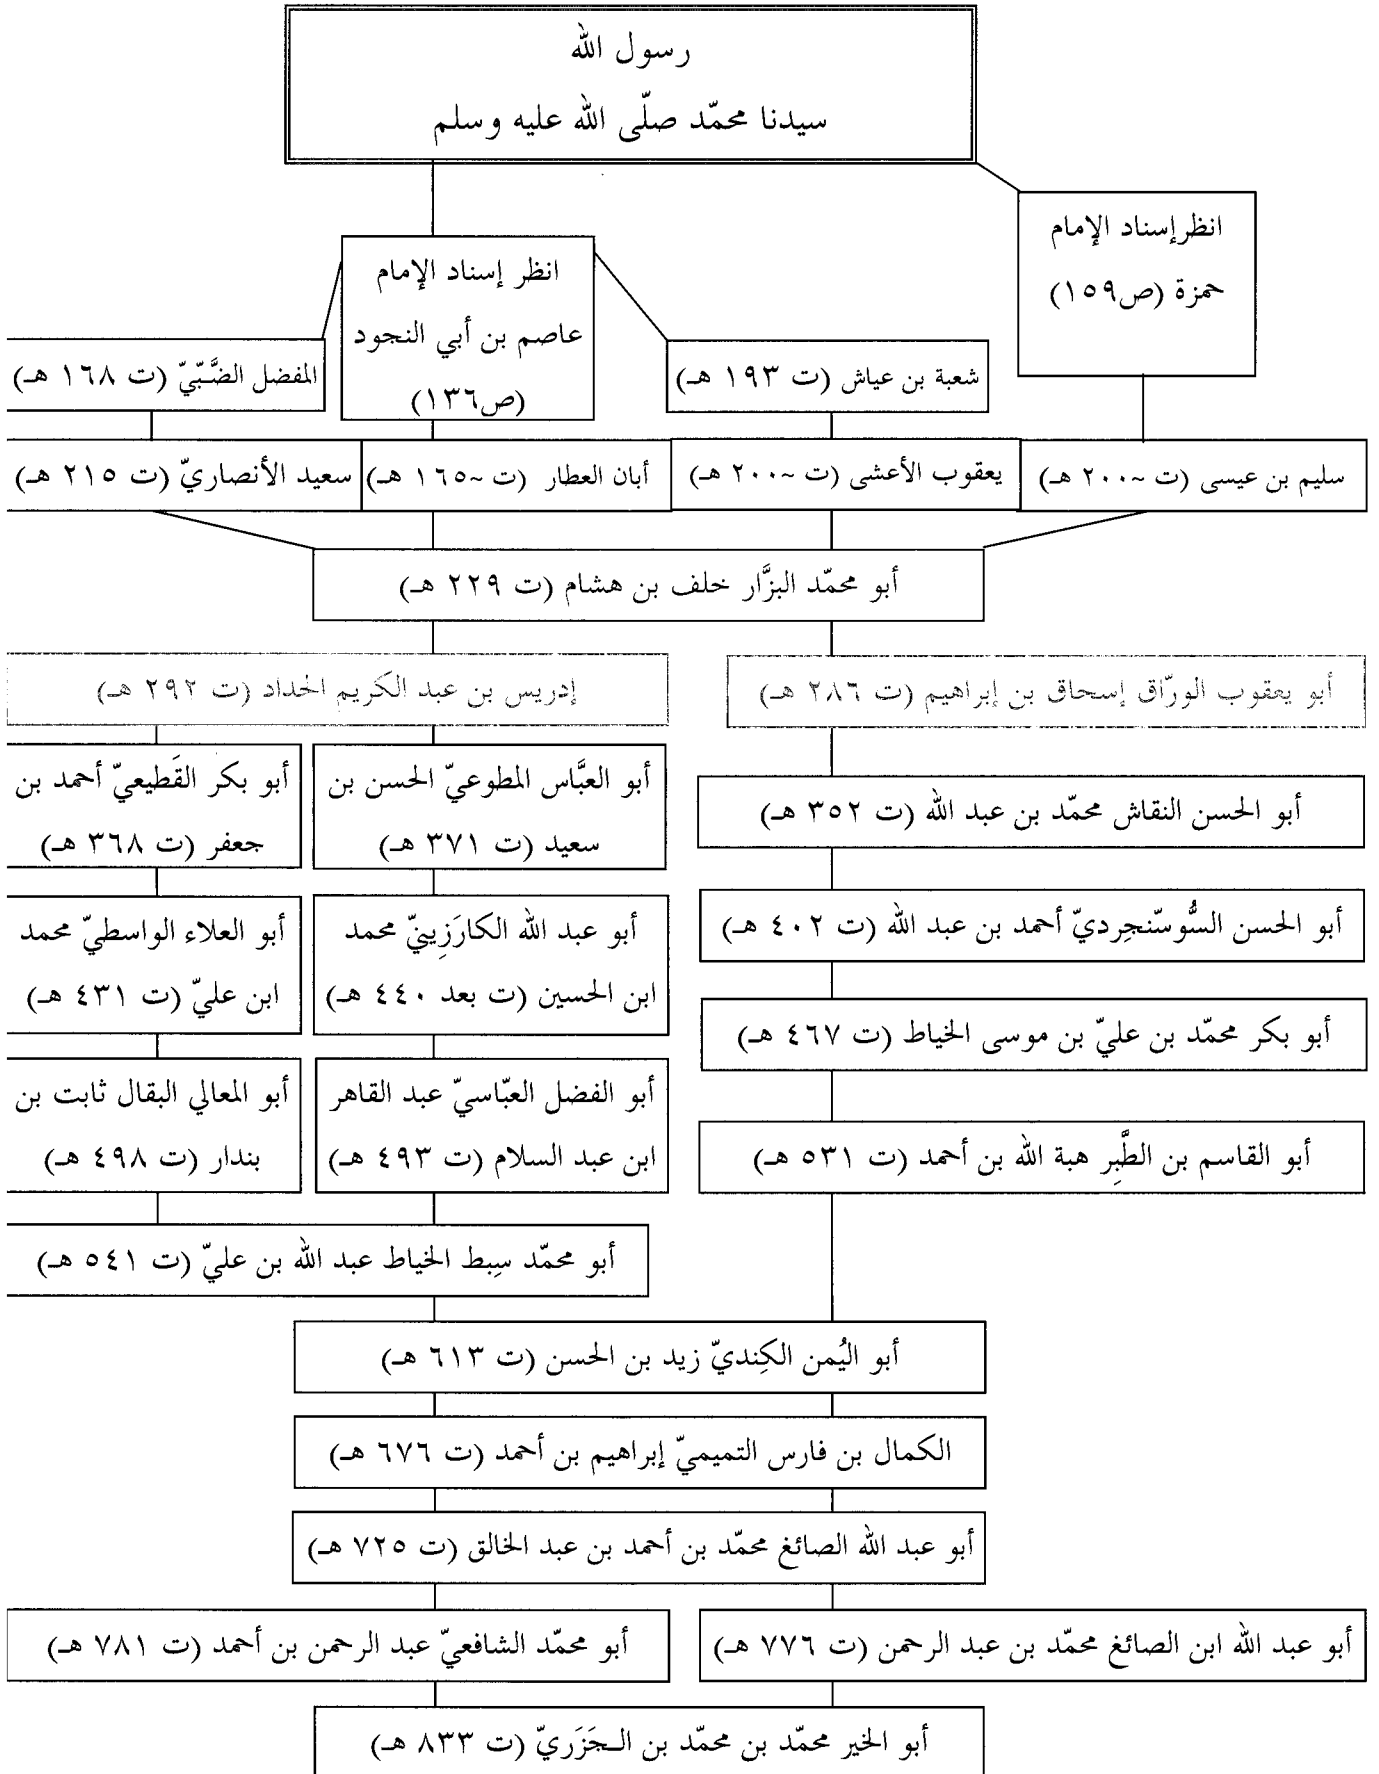 رسول الله
سيدنا محمّد صلّى الله عليه وسلم
انظرإسناد الإمام
حمزة (ص١٥٩)
انظر إسناد الإمام
عاصم بن أبي النجود
(ص١٣٦)
شعبة بن عياش (ت ١٩٣ هـ)
المفضل الضَّبّيّ (ت ١٦٨ هـ)
سليم بن عيسى (ت ~٢٠٠ هـ)
يعقوب الأعشى (ت ~٢٠٠ هـ)
أبان العطار (ت ~١٦٥ هـ)
سعيد الأنصاريّ (ت ٢١٥ هـ)
أبو محمّد البزَّار خلف بن هشام (ت ٢٢٩ هـ)
أبو يعقوب الورّاق إسحاق بن إبراهيم (ت ٢٨٦ هـ)
إدريس بن عبد الكريم الحداد (ت ٢٩٢ هـ)
أبو الحسن النقاش محمّد بن عبد الله (ت ٣٥٢ هـ)
أبو العبَّاس المطوعيّ الحسن بن
سعيد (ت ٣٧١ هـ)
أبو بكر القَطيعيّ أحمد بن
جعفر (ت ٣٦٨ هـ)
أبو الحسن السُّوسّنجِرديّ أحمد بن عبد الله (ت ٤٠٢ هـ)
أبو عبد الله الكارَزِينيّ محمد
ابن الحسين (ت بعد ٤٤٠ هـ)
أبو العلاء الواسطيّ محمد
ابن عليّ (ت ٤٣١ هـ)
أبو بكر محمّد بن عليّ بن موسى الخياط (ت ٤٦٧ هـ)
أبو الفضل العبّاسيّ عبد القاهر
ابن عبد السلام (ت ٤٩٣ هـ)
أبو المعالي البقال ثابت بن
بندار (ت ٤٩٨ هـ)
أبو القاسم بن الطَّبِر هبة الله بن أحمد (ت ٥٣١ هـ)
أبو محمّد سِبط الخياط عبد الله بن عليّ (ت ٥٤١ هـ)
أبو اليُمن الكِنديّ زيد بن الحسن (ت ٦١٣ هـ)
الكمال بن فارس التميميّ إبراهيم بن أحمد (ت ٦٧٦ هـ)
أبو عبد الله الصائغ محمّد بن أحمد بن عبد الخالق (ت ٧٢٥ هـ)
أبو عبد الله ابن الصائغ محمّد بن عبد الرحمن (ت ٧٧٦ هـ)
أبو محمّد الشافعيّ عبد الرحمن بن أحمد (ت ٧٨١ هـ)
أبو الخير محمّد بن محمّد بن الـجَزَريّ (ت ٨٣٣ هـ)